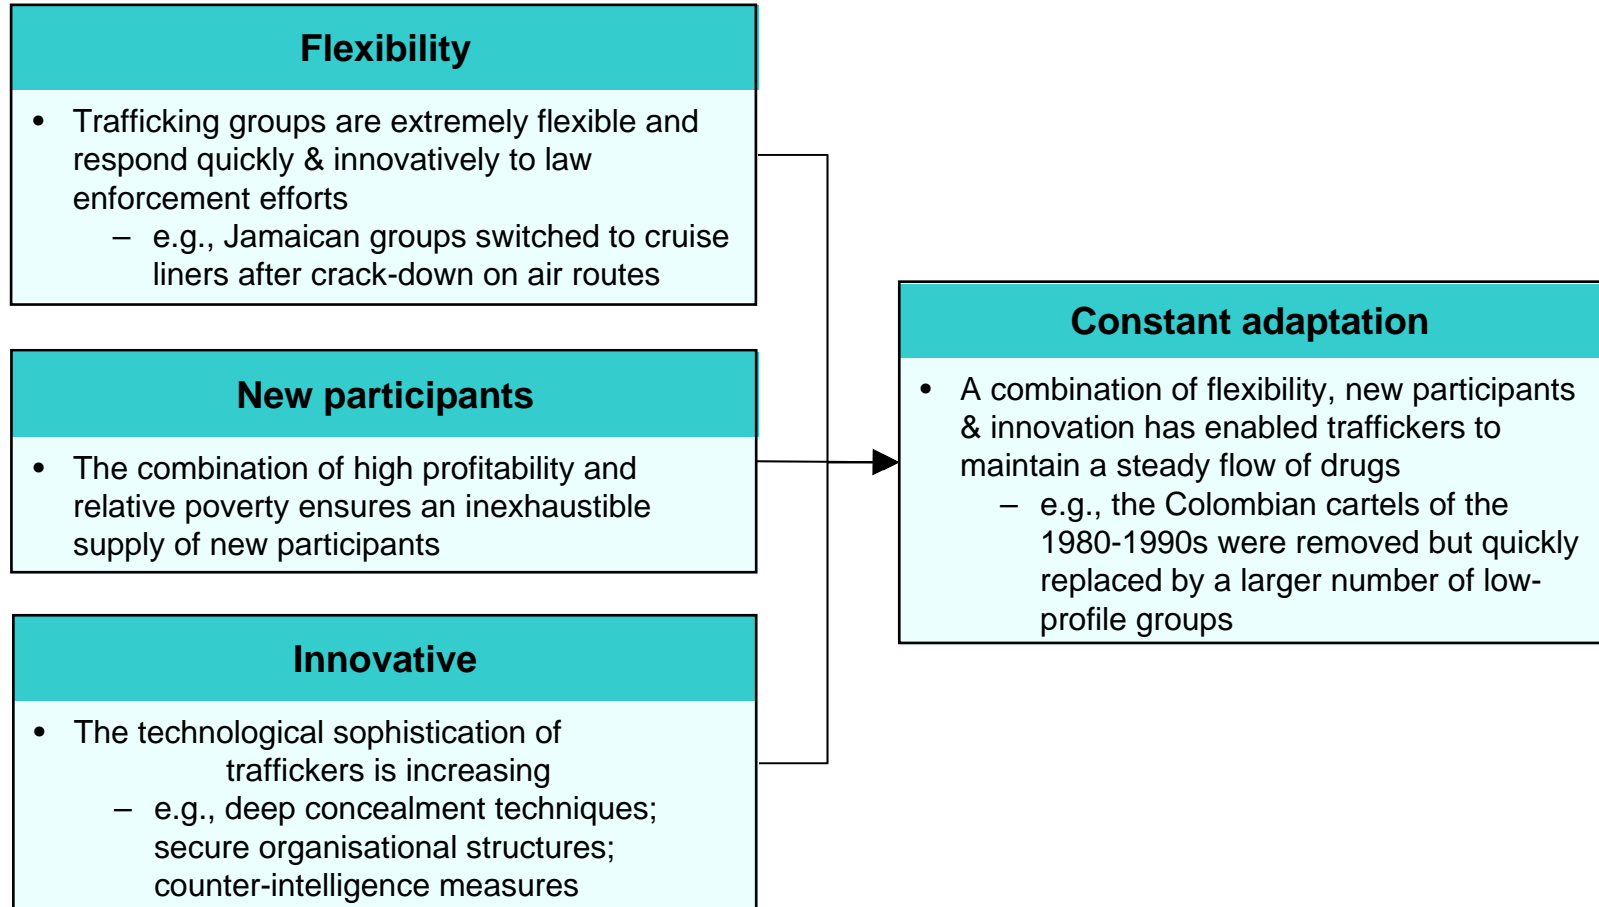 Flexibility
• Trafficking groups are extremely flexible and
respond quickly & innovatively to law
enforcement efforts
– e.g., Jamaican groups switched to cruise
liners after crack-down on air routes
New participants
• The combination of high profitability and
relative poverty ensures an inexhaustible
supply of new participants
Innovative
• The technological sophistication of
traffickers is increasing
– e.g., deep concealment techniques;
secure organisational structures;
counter-intelligence measures
Constant adaptation
• A combination of flexibility, new participants
& innovation has enabled traffickers to
maintain a steady flow of drugs
– e.g., the Colombian cartels of the
1980-1990s were removed but quickly
replaced by a larger number of low-
profile groups